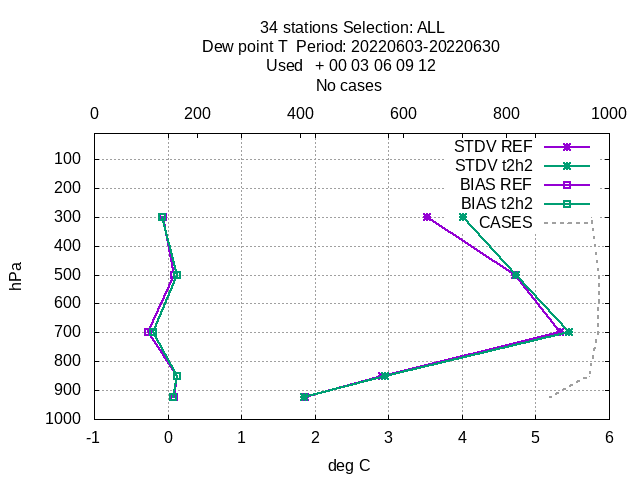 34 stations Selection: ALL
Dew point T  Period: 20220603-20220630
Used   + 00 03 06 09 12
No cases
0 200 400 600 800 1000
STDV REF
STDV t2h2
BIAS REF
BIAS t2h2
CASES
100
200
300
400
500
600
700
800
900
1000
hPa
-1 0 1 2 3 4 5 6
deg C